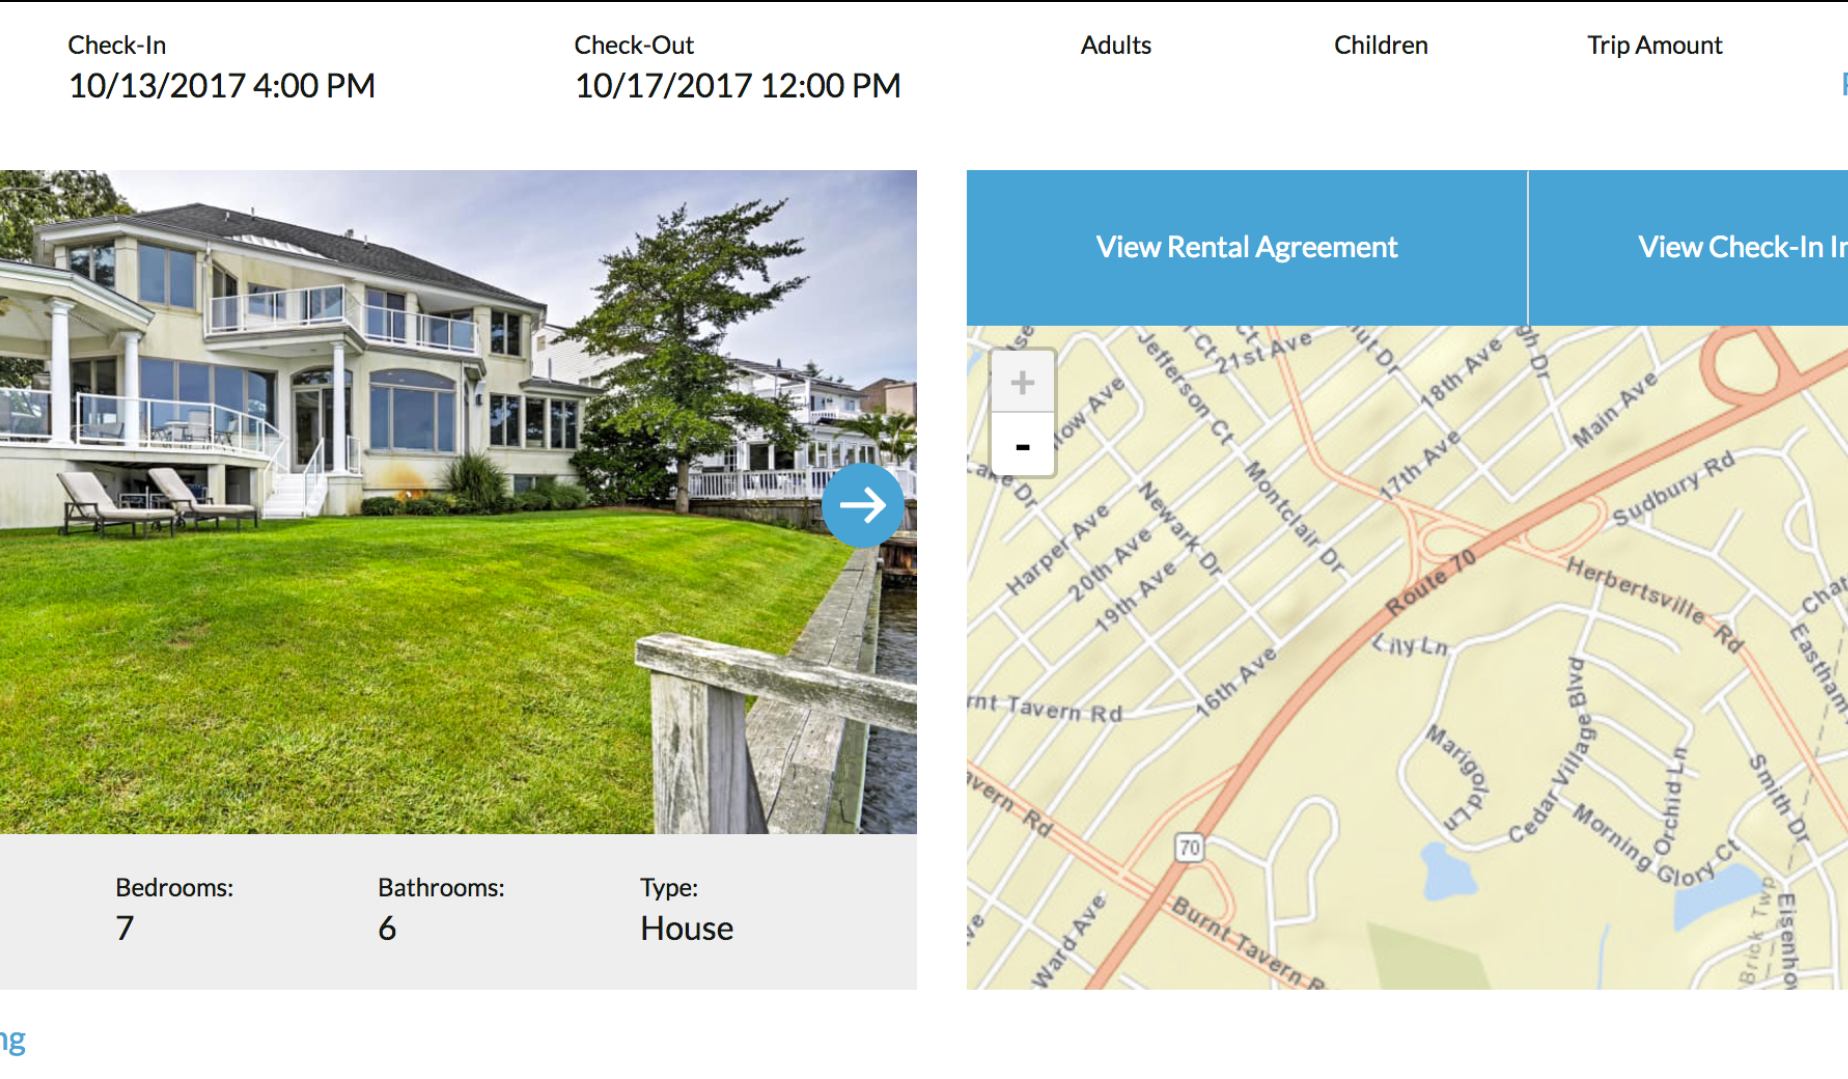 Check-In
Check-Out
Adults
Children
Trip Amount
10/13/2017 4:00 PM
10/17/2017 12:00 PM
View Rental Agreement
View Check-In
+
-
21st Ave
18th Ave
17th Ave
Main Ave
Jefferson Ct
Montclair Dr
Newark Dr
Harper Ave
20th Ave
19th Ave
16th Ave
Sudbury Rd
Route 70
Herbertsville Rd
Lily Ln
Marigold Ln
Cedar Village Blvd
Orchid Ln
Morning Glory Ct
Smith Dr
Eastham
Tavern Rd
Rd
70
Burnt Tavern R
Ward Ave
Brick Twp
Bedrooms:
Bathrooms:
Type:
7
6
House